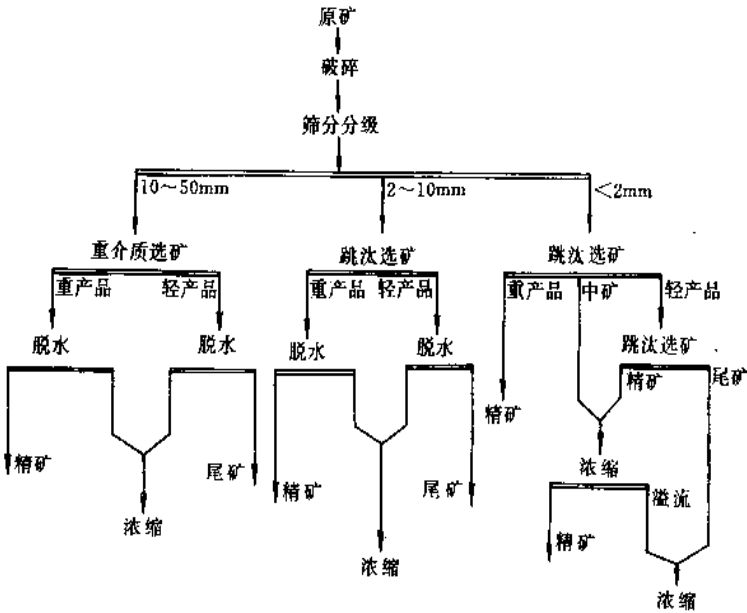 原矿
破碎
筛分分级
10～50mm 2～10mm ＜2mm
重介质选矿 跳汰选矿 跳汰选矿
重产品 轻产品 重产品 轻产品 重产品 中矿 轻产品
脱水 脱水 脱水 脱水 跳汰选矿
精矿 尾矿
精矿
精矿 尾矿 精矿 尾矿 浓缩
溢流
浓缩 精矿
浓缩
浓缩